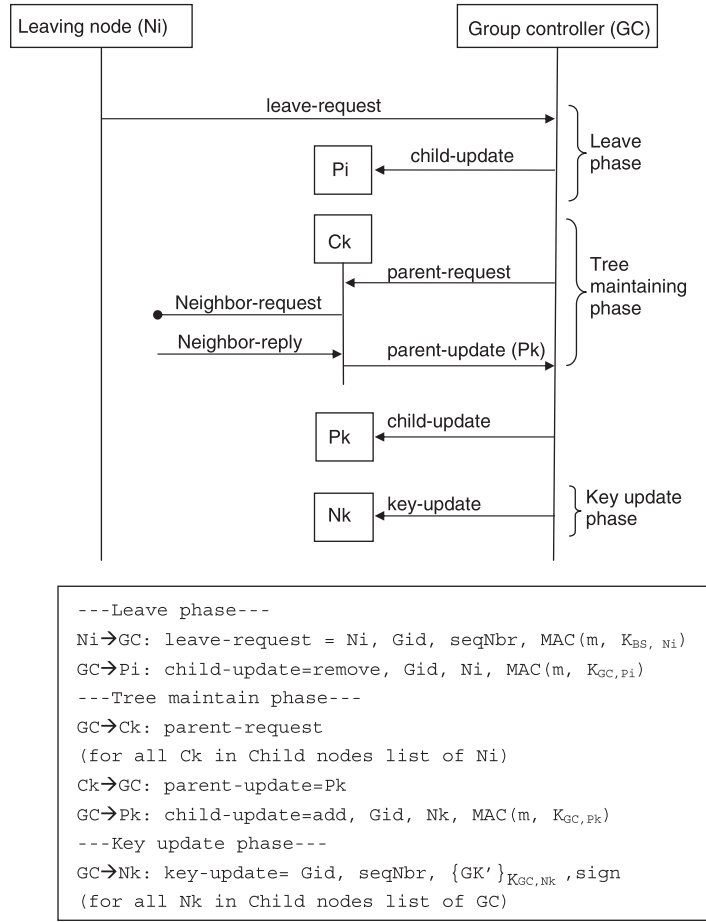 Leaving node (Ni)
Group controller (GC)
leave-request
Leave
phase
Pi
child-update
Ck
parent-request
Tree
maintaining
phase
Neighbor-request
Neighbor-reply
parent-update (Pk)
Pk
child-update
Nk
key-update
Key update
phase
---Leave phase---
Ni→GC: leave-request = Ni, Gid, seqNbr, MAC(m, K_BS, Ni)
GC→Pi: child-update=remove, Gid, Ni, MAC(m, K_GC,Pi)
---Tree maintain phase---
GC→Ck: parent-request
(for all Ck in Child nodes list of Ni)
Ck→GC: parent-update=Pk
GC→Pk: child-update=add, Gid, Nk, MAC(m, K_GC,Pk)
---Key update phase---
GC→Nk: key-update= Gid, seqNbr, {GK'}_KGC,Nk ,sign
(for all Nk in Child nodes list of GC)